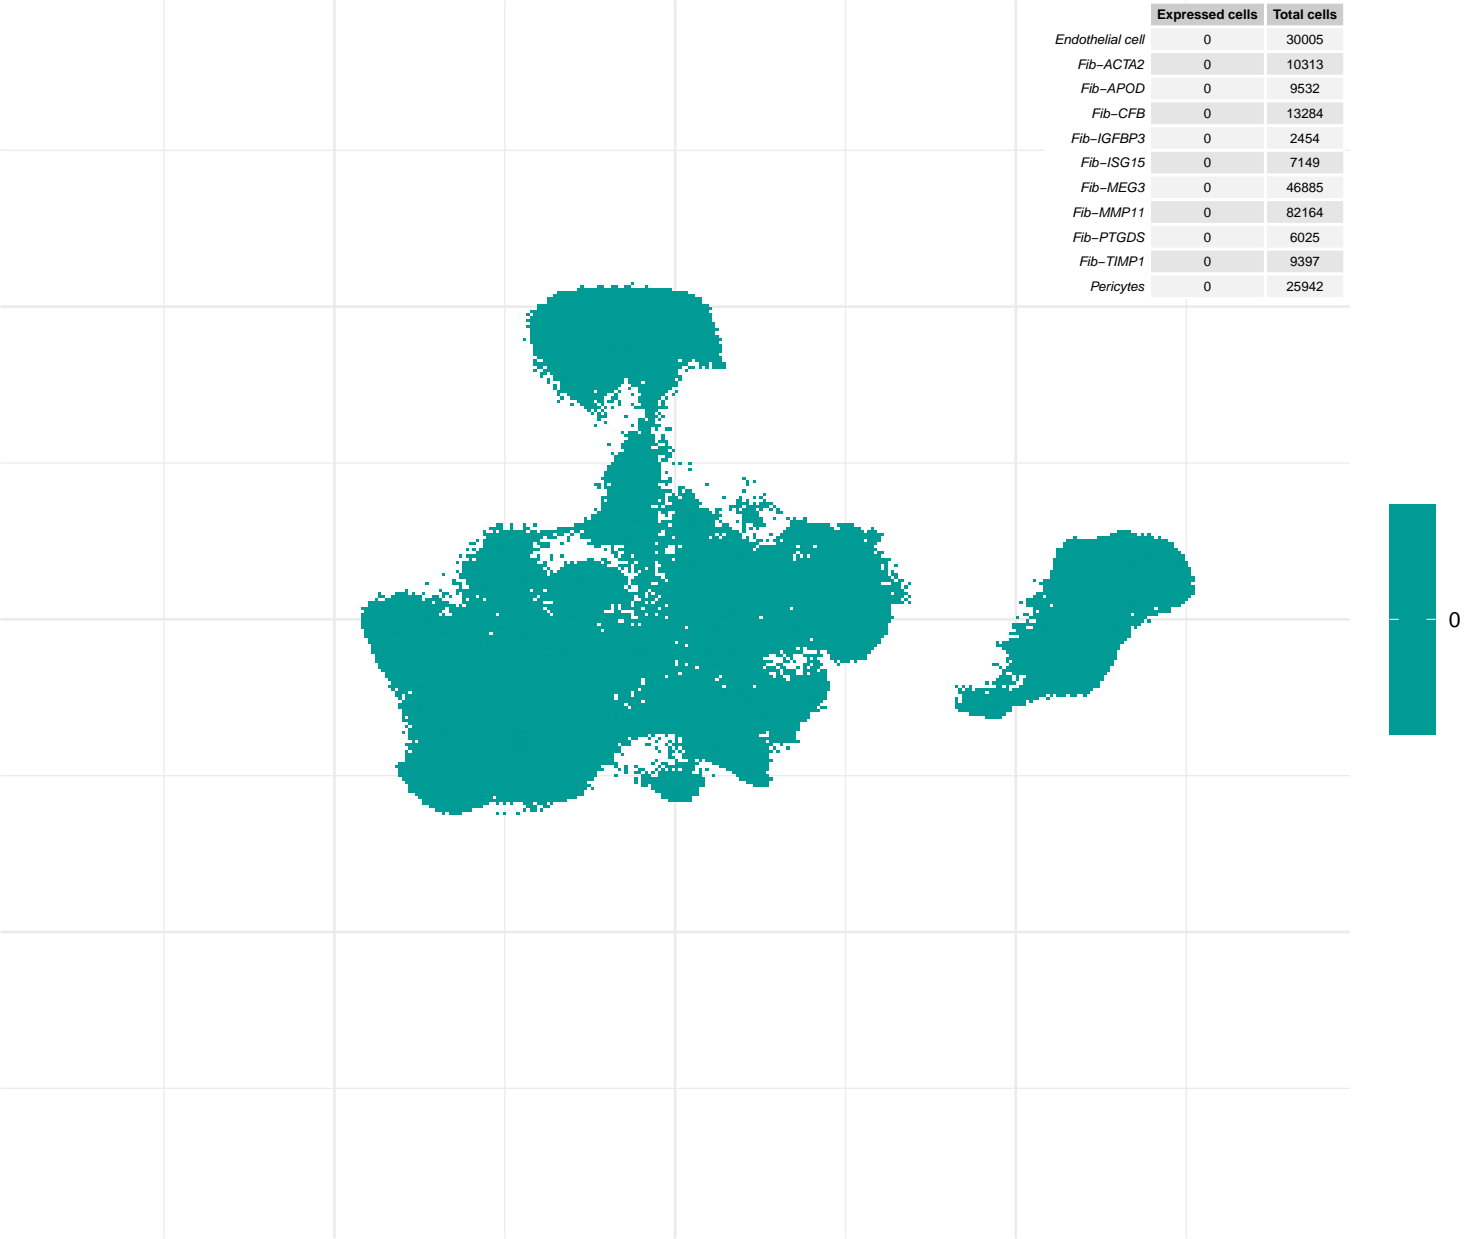 Expressed cells Total cells
Endothelial cell 0 30005
Fib−ACTA2 0 10313
Fib−APOD 0 9532
Fib−CFB 0 13284
Fib−IGFBP3 0 2454
Fib−ISG15 0 7149
Fib−MEG3 0 46885
Fib−MMP11 0 82164
Fib−PTGDS 0 6025
Fib−TIMP1 0 9397
Pericytes 0 25942
0